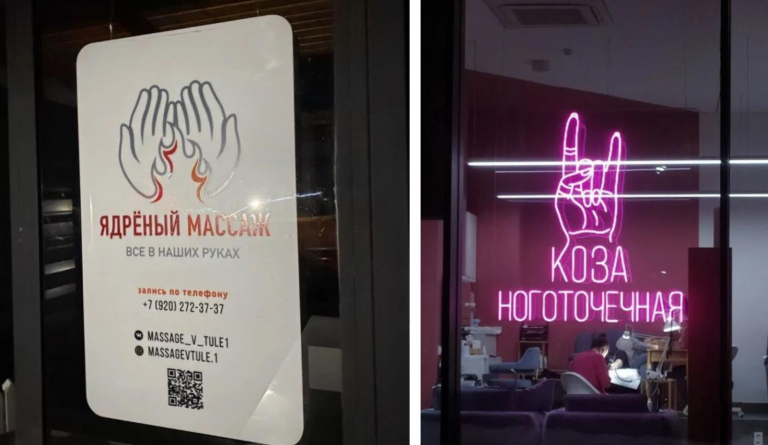 ЯДРЁНЫЙ МАССАЖ
ВСЕ В НАШИХ РУКАХ
запись по телефону
+7 (920) 272-37-37
MASSAGE_V_TULE1
MASSAGEVTULE.1
КОЗА
НОГОТОЧЕЧНАЯ